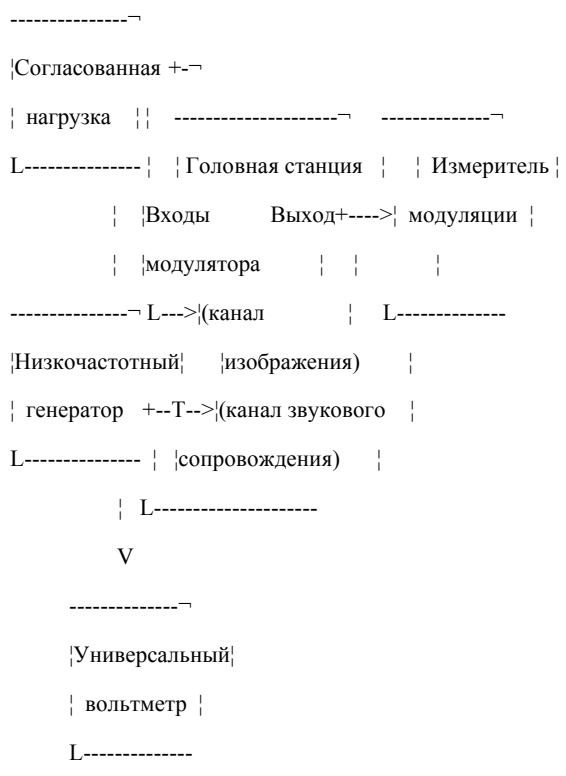 ---------------¬
¦Согласованная +-¬
¦ нагрузка ¦¦ ---------------------¬ --------------¬
L--------------- ¦ ¦ Головная станция ¦ ¦ Измеритель ¦
¦ ¦Входы Выход+---->¦ модуляции ¦
¦ ¦модулятора ¦ ¦ ¦
---------------¬ L--->¦(канал ¦ L--------------
¦Низкочастотный¦ ¦изображения) ¦
¦ генератор +--T-->¦(канал звукового ¦
L--------------- ¦ ¦сопровождения) ¦
¦ L---------------------
V
--------------¬
¦Универсальный¦
¦ вольтметр ¦
L--------------